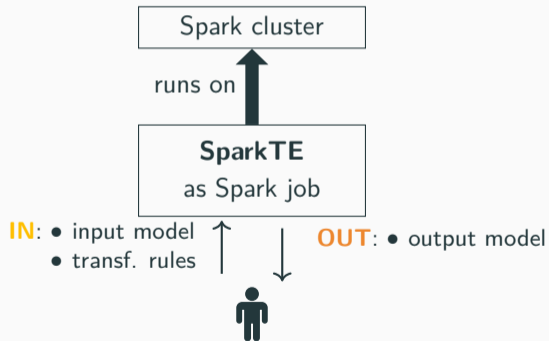 Spark cluster
runs on
SparkTE
as Spark job
IN: • input model
• transf. rules
OUT: • output model